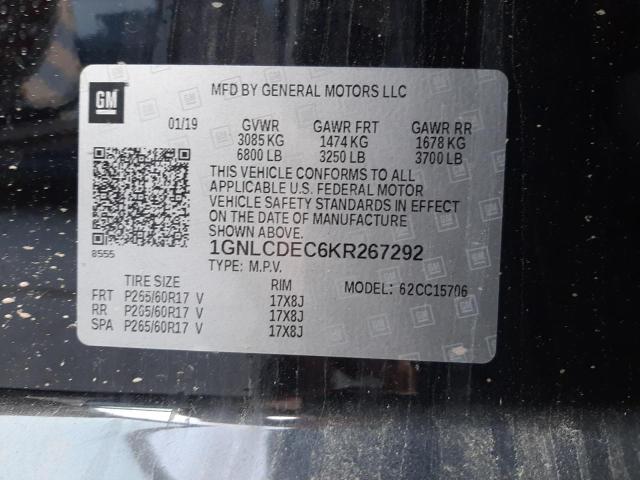 GM
MFD BY GENERAL MOTORS LLC
01/19 GVWR GAWR FRT GAWR RR
3085 KG 1474 KG 1678 KG
6800 LB 3250 LB 3700 LB
THIS VEHICLE CONFORMS TO ALL
APPLICABLE U.S. FEDERAL MOTOR
VEHICLE SAFETY STANDARDS IN EFFECT
ON THE DATE OF MANUFACTURE
SHOWN ABOVE.
8555 1GNLCDEC6KR267292
TYPE: M.P.V.
TIRE SIZE RIM MODEL: 62CC15706
FRT P265/60R17 V 17X8J
RR P265/60R17 V 17X8J
SPA P265/60R17 V 17X8J